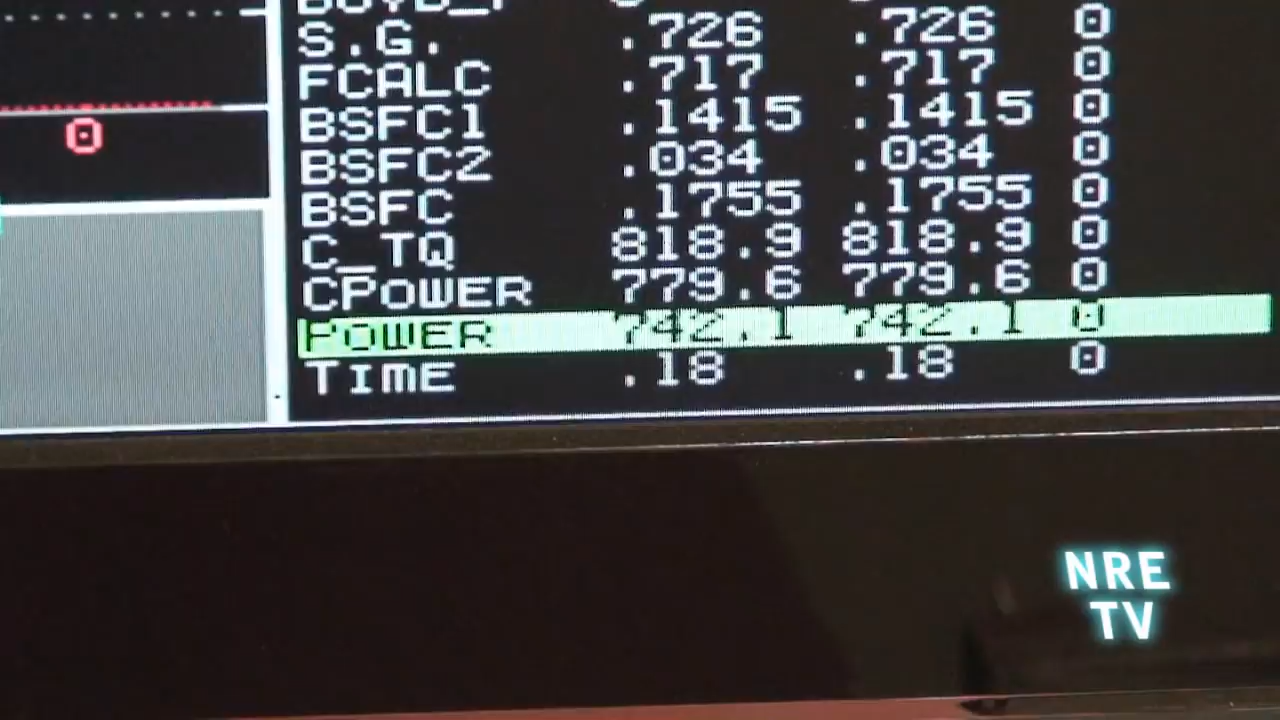 S.G. .726 .726 0
FCALC .717 .717 0
BSFC1 .1415 .1415 0
0
BSFC2 .034 .034 0
BSFC .1755 .1755 0
C_TQ 818.9 818.9 0
CPOWER 779.6 779.6 0
POWER 742.1 742.1 0
TIME .18 .18 0
NRE
TV